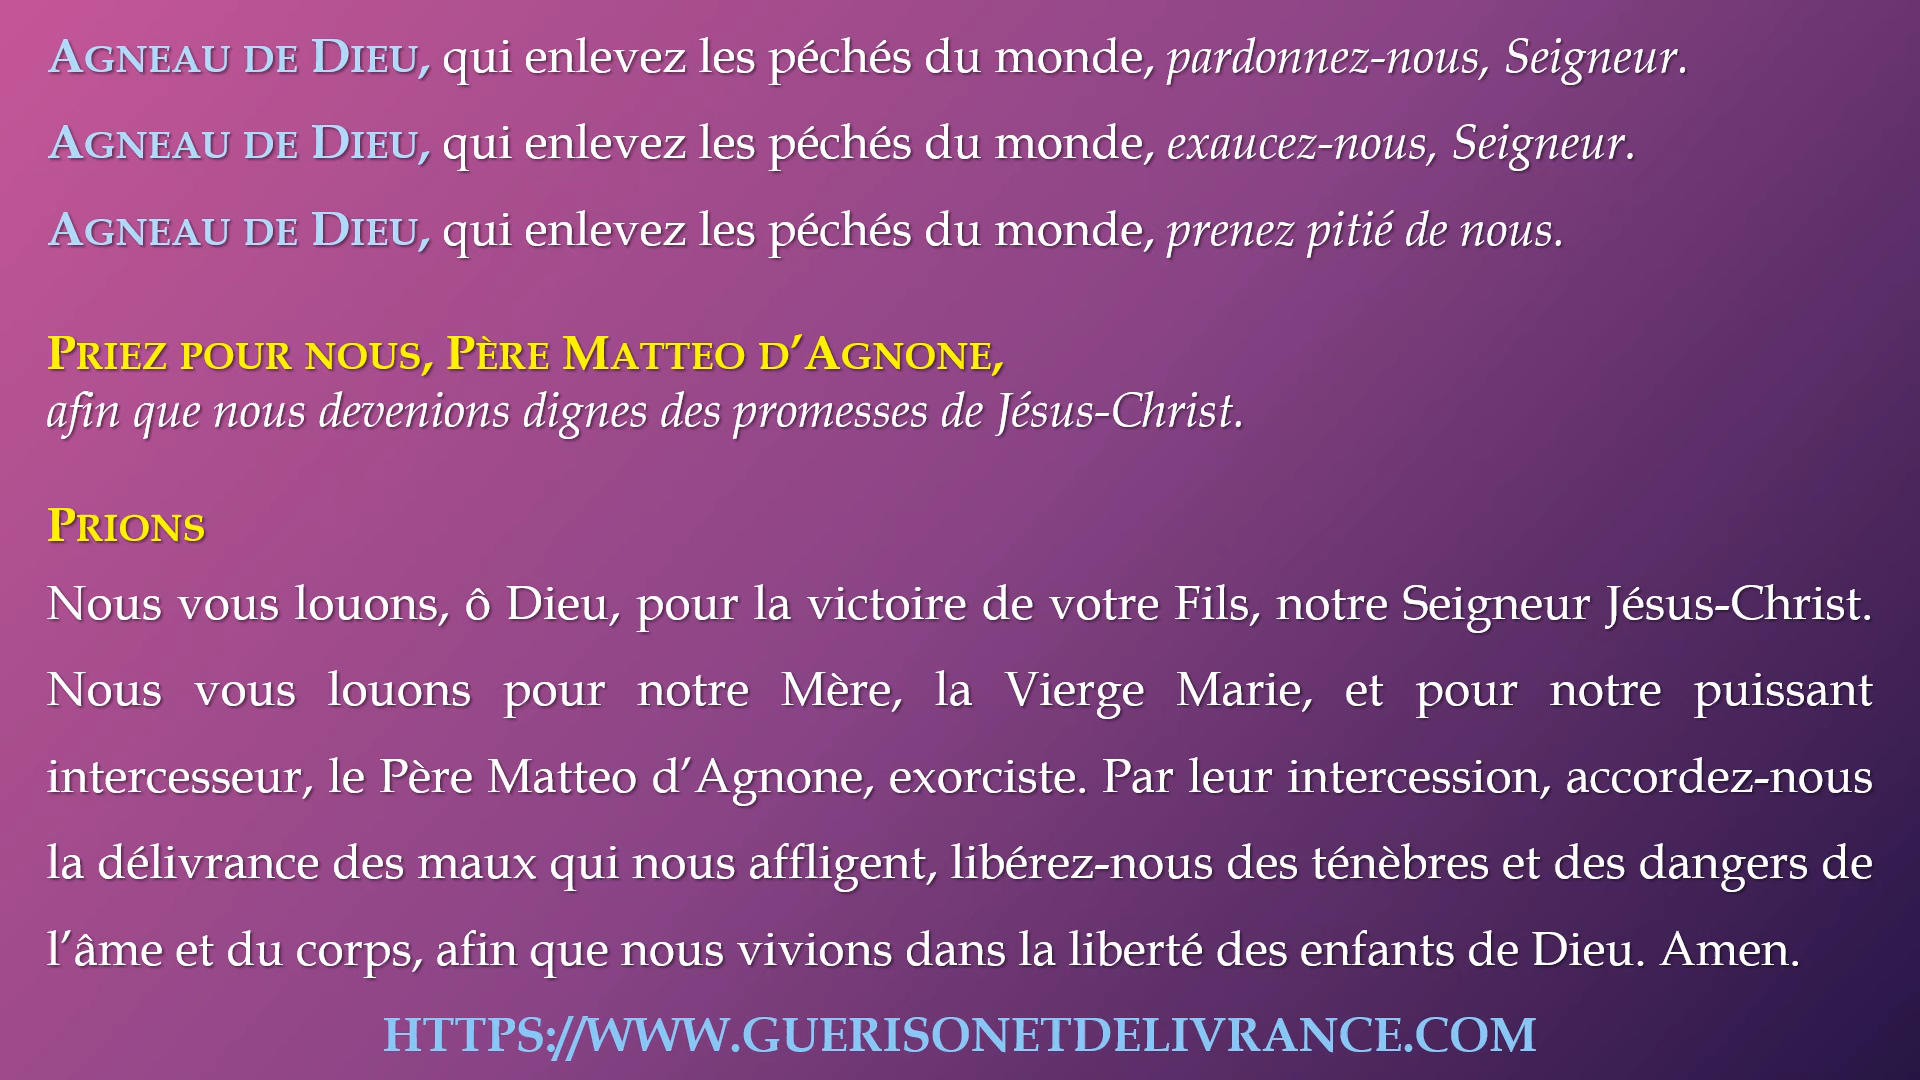 AGNEAU DE DIEU, qui enlevez les péchés du monde, pardonnez-nous, Seigneur.
AGNEAU DE DIEU, qui enlevez les péchés du monde, exaucez-nous, Seigneur.
AGNEAU DE DIEU, qui enlevez les péchés du monde, prenez pitié de nous.
PRIEZ POUR NOUS, PÈRE MATTEO D’AGNONE,
afin que nous devenions dignes des promesses de Jésus-Christ.
PRIONS
Nous vous louons, ô Dieu, pour la victoire de votre Fils, notre Seigneur Jésus-Christ.
Nous vous louons pour notre Mère, la Vierge Marie, et pour notre puissant
intercesseur, le Père Matteo d’Agnone, exorciste. Par leur intercession, accordez-nous
la délivrance des maux qui nous affligent, libérez-nous des ténèbres et des dangers de
l’âme et du corps, afin que nous vivions dans la liberté des enfants de Dieu. Amen.
HTTPS://WWW.GUERISONETDELIVRANCE.COM